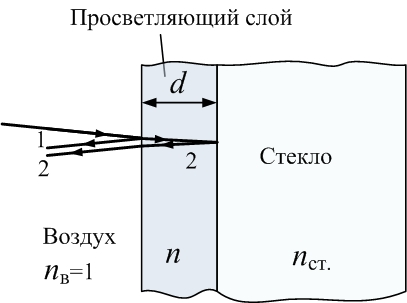 Просветляющий слой
d
1
2
2
Стекло
Воздух
nв=1
n
nст.